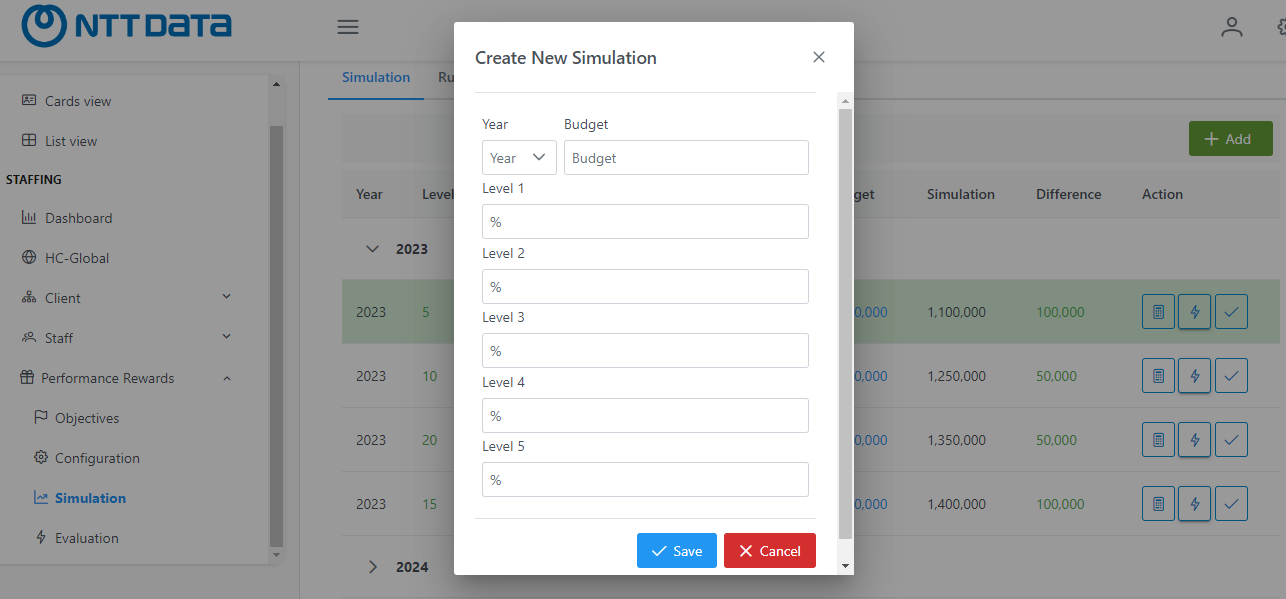 NTT DATA
Cards view
List view
STAFFING
Dashboard
HC-Global
Client
Staff
Performance Rewards
Objectives
Configuration
Simulation
Evaluation
Simulation
Ru
Add
Year Level get Simulation Difference Action
2023
2023 5 0,000 1,100,000 100,000
2023 10 0,000 1,250,000 50,000
2023 20 0,000 1,350,000 50,000
2023 15 0,000 1,400,000 100,000
2024
Create New Simulation
Year Budget
Year Budget
Level 1
%
Level 2
%
Level 3
%
Level 4
%
Level 5
%
Save Cancel